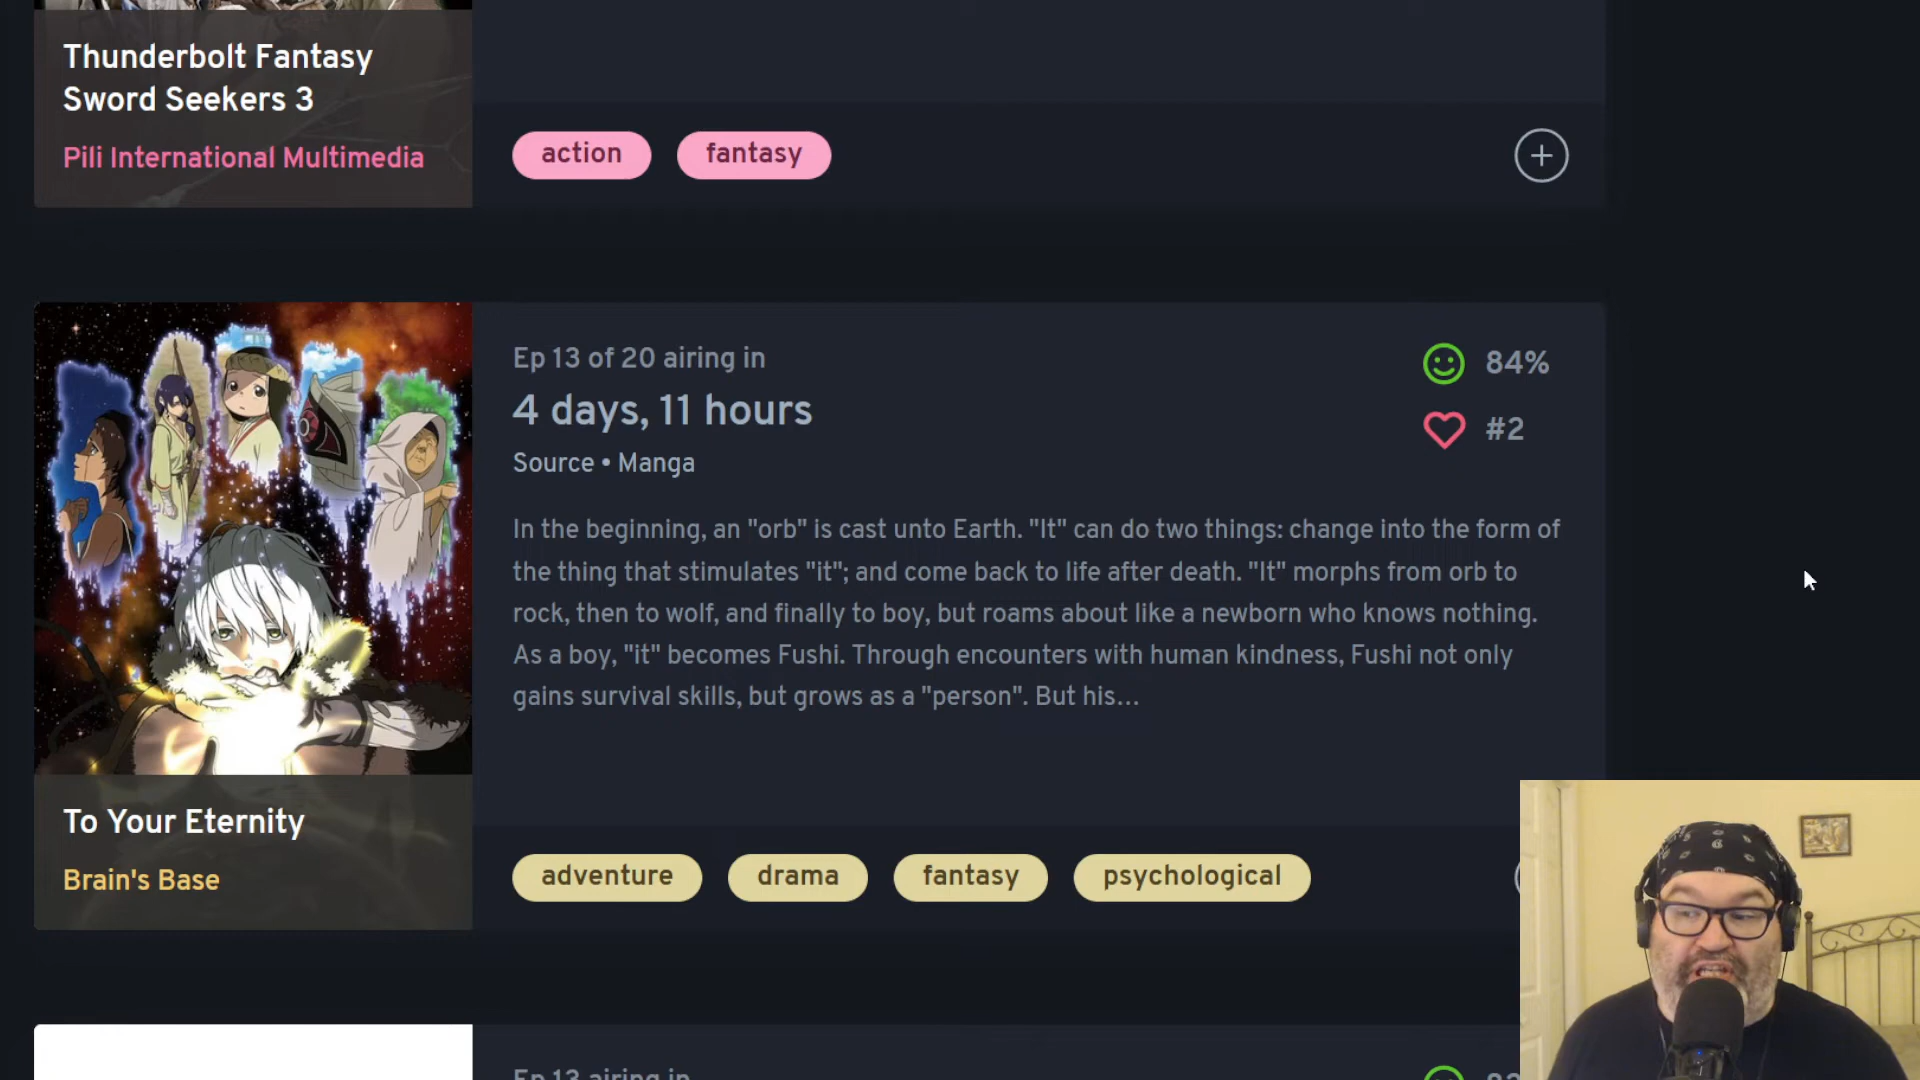 Thunderbolt Fantasy
Sword Seekers 3
Pili International Multimedia
action
fantasy
Ep 13 of 20 airing in
84%
4 days, 11 hours
#2
Source • Manga
In the beginning, an "orb" is cast unto Earth. "It" can do two things: change into the form of
the thing that stimulates "it"; and come back to life after death. "It" morphs from orb to
rock, then to wolf, and finally to boy, but roams about like a newborn who knows nothing.
As a boy, "it" becomes Fushi. Through encounters with human kindness, Fushi not only
gains survival skills, but grows as a "person". But his...
To Your Eternity
Brain's Base
adventure
drama
fantasy
psychological
Ep 13 airing in